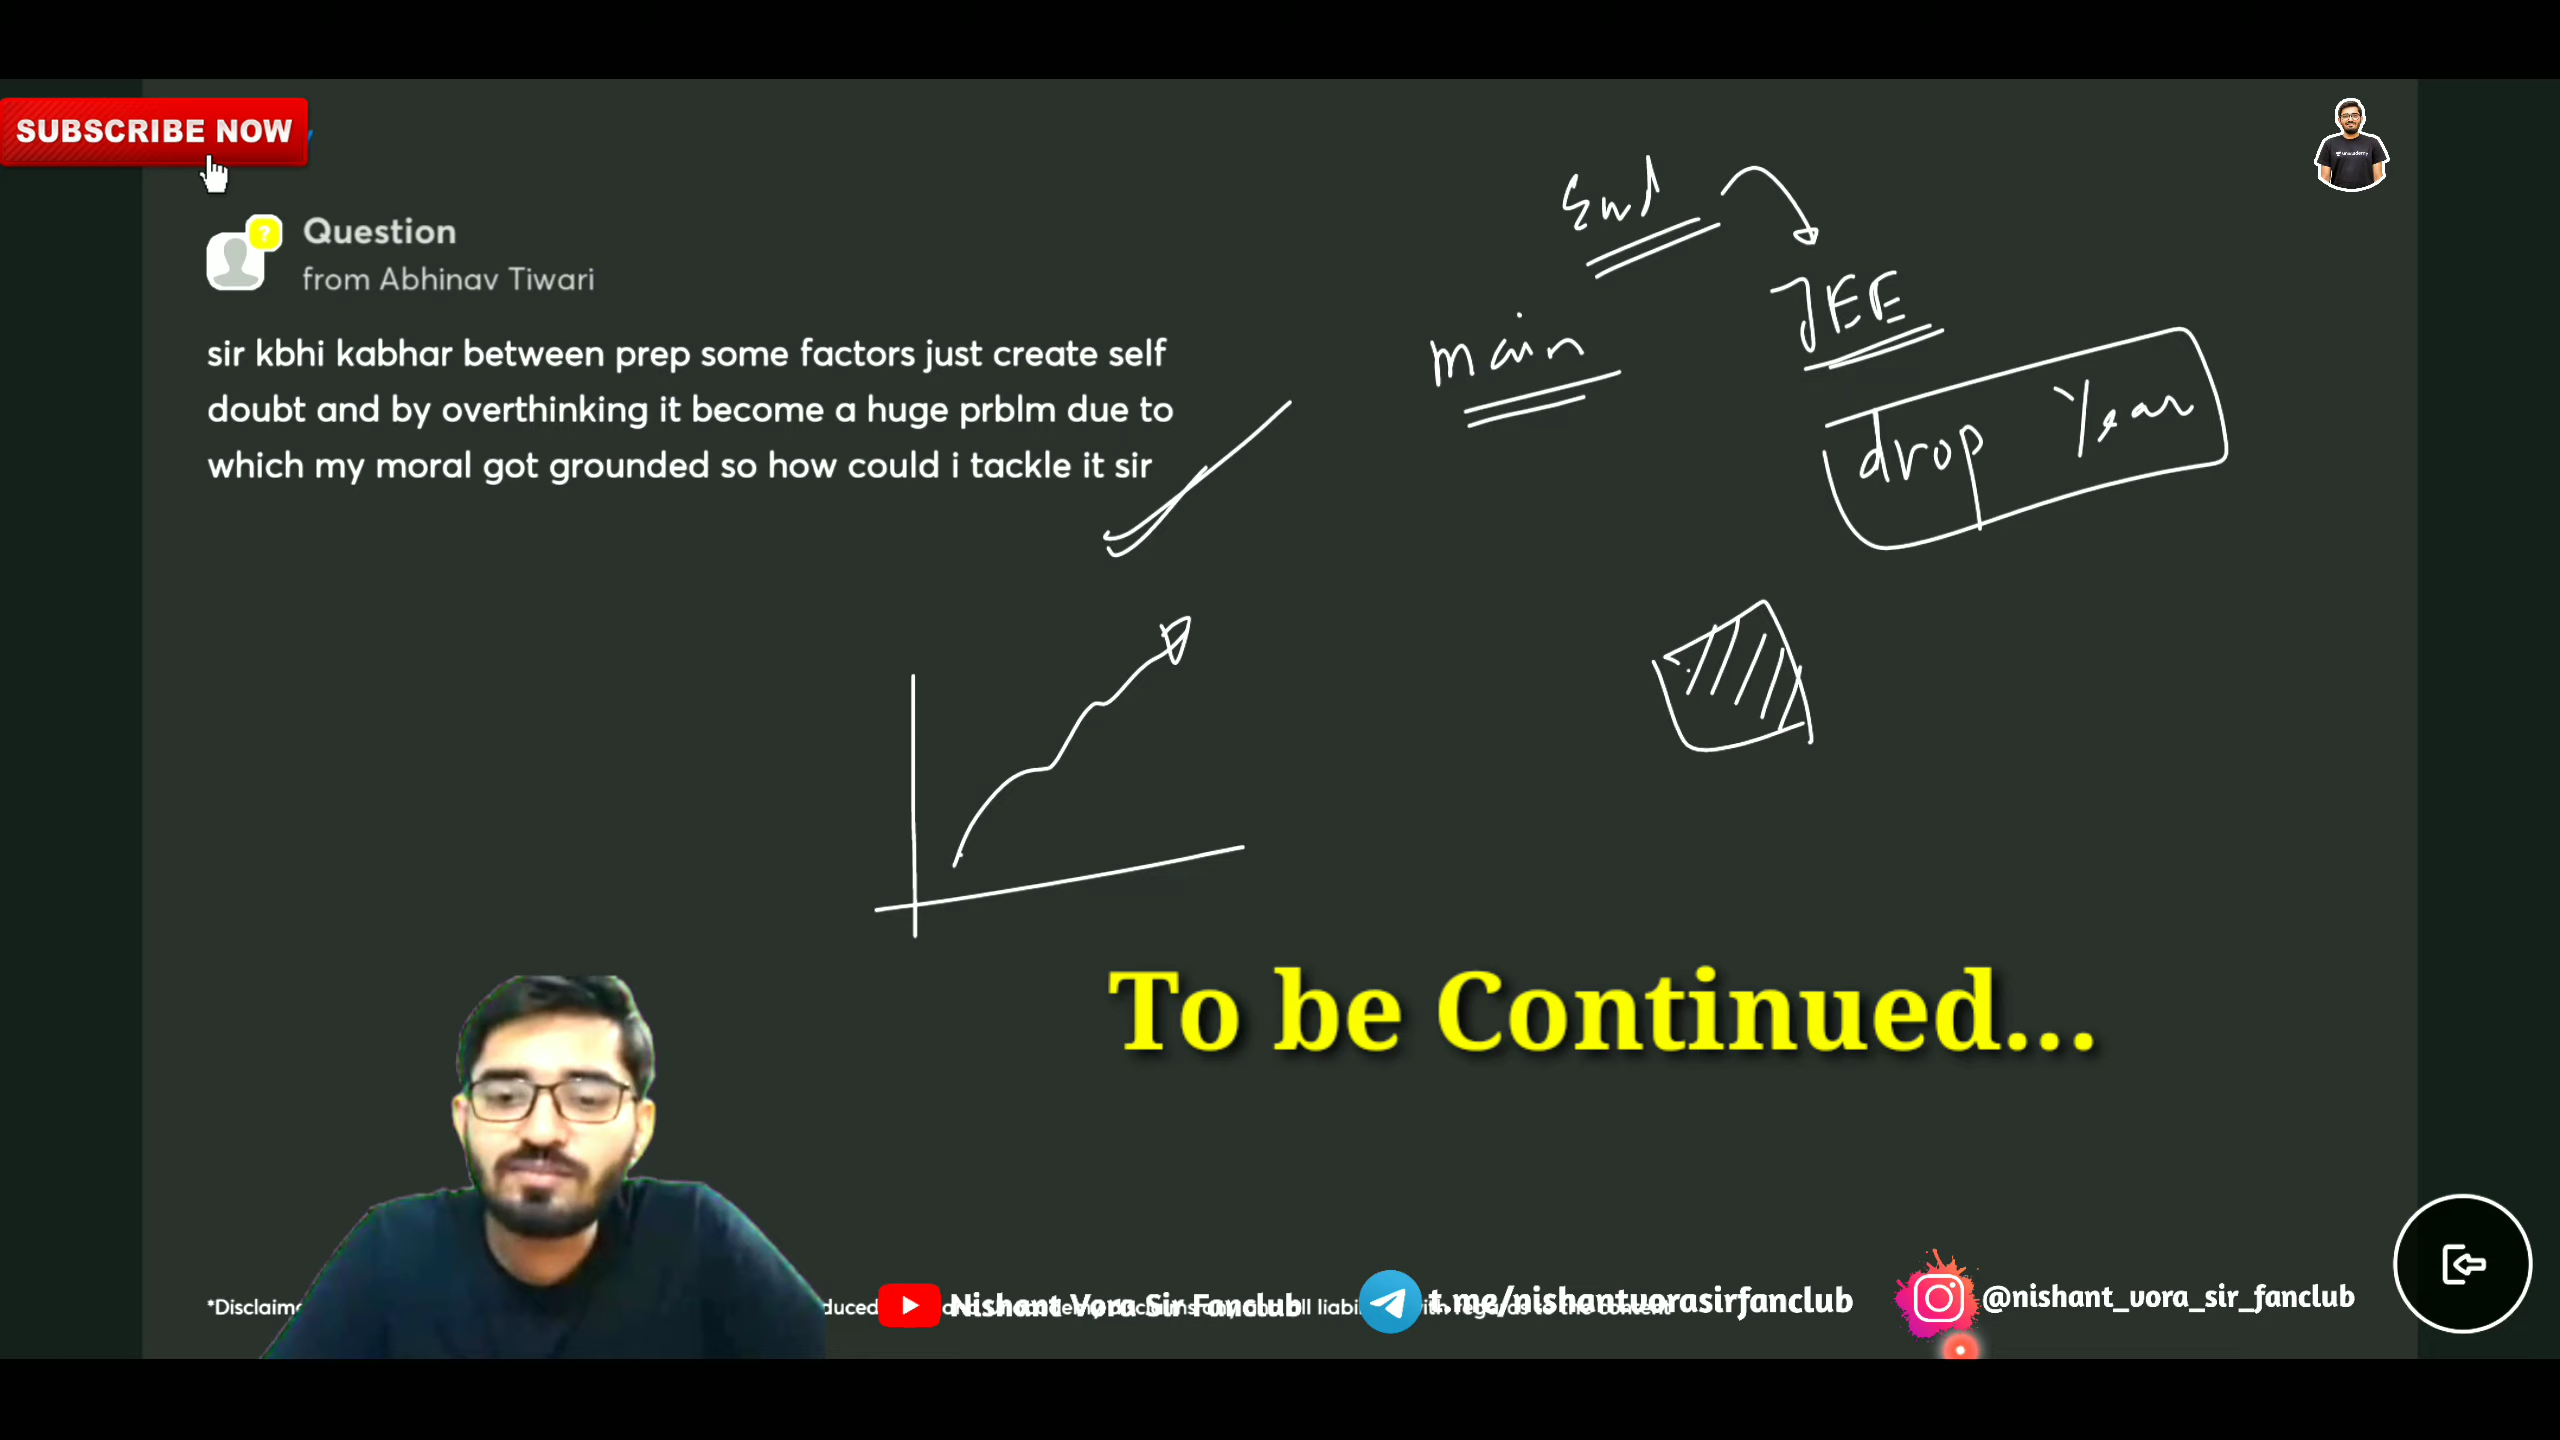 SUBSCRIBE NOW
Question
from Abhinav Tiwari
sir kbhi kabhar between prep some factors just create self
doubt and by overthinking it become a huge prblm due to
which my moral got grounded so how could i tackle it sir
End
JEE
main
drop Year
To be Continued...
*Disclaim
Nishant Vora Sir Fanclub
t.me/nishantvorasirfanclub
@nishant_vora_sir_fanclub